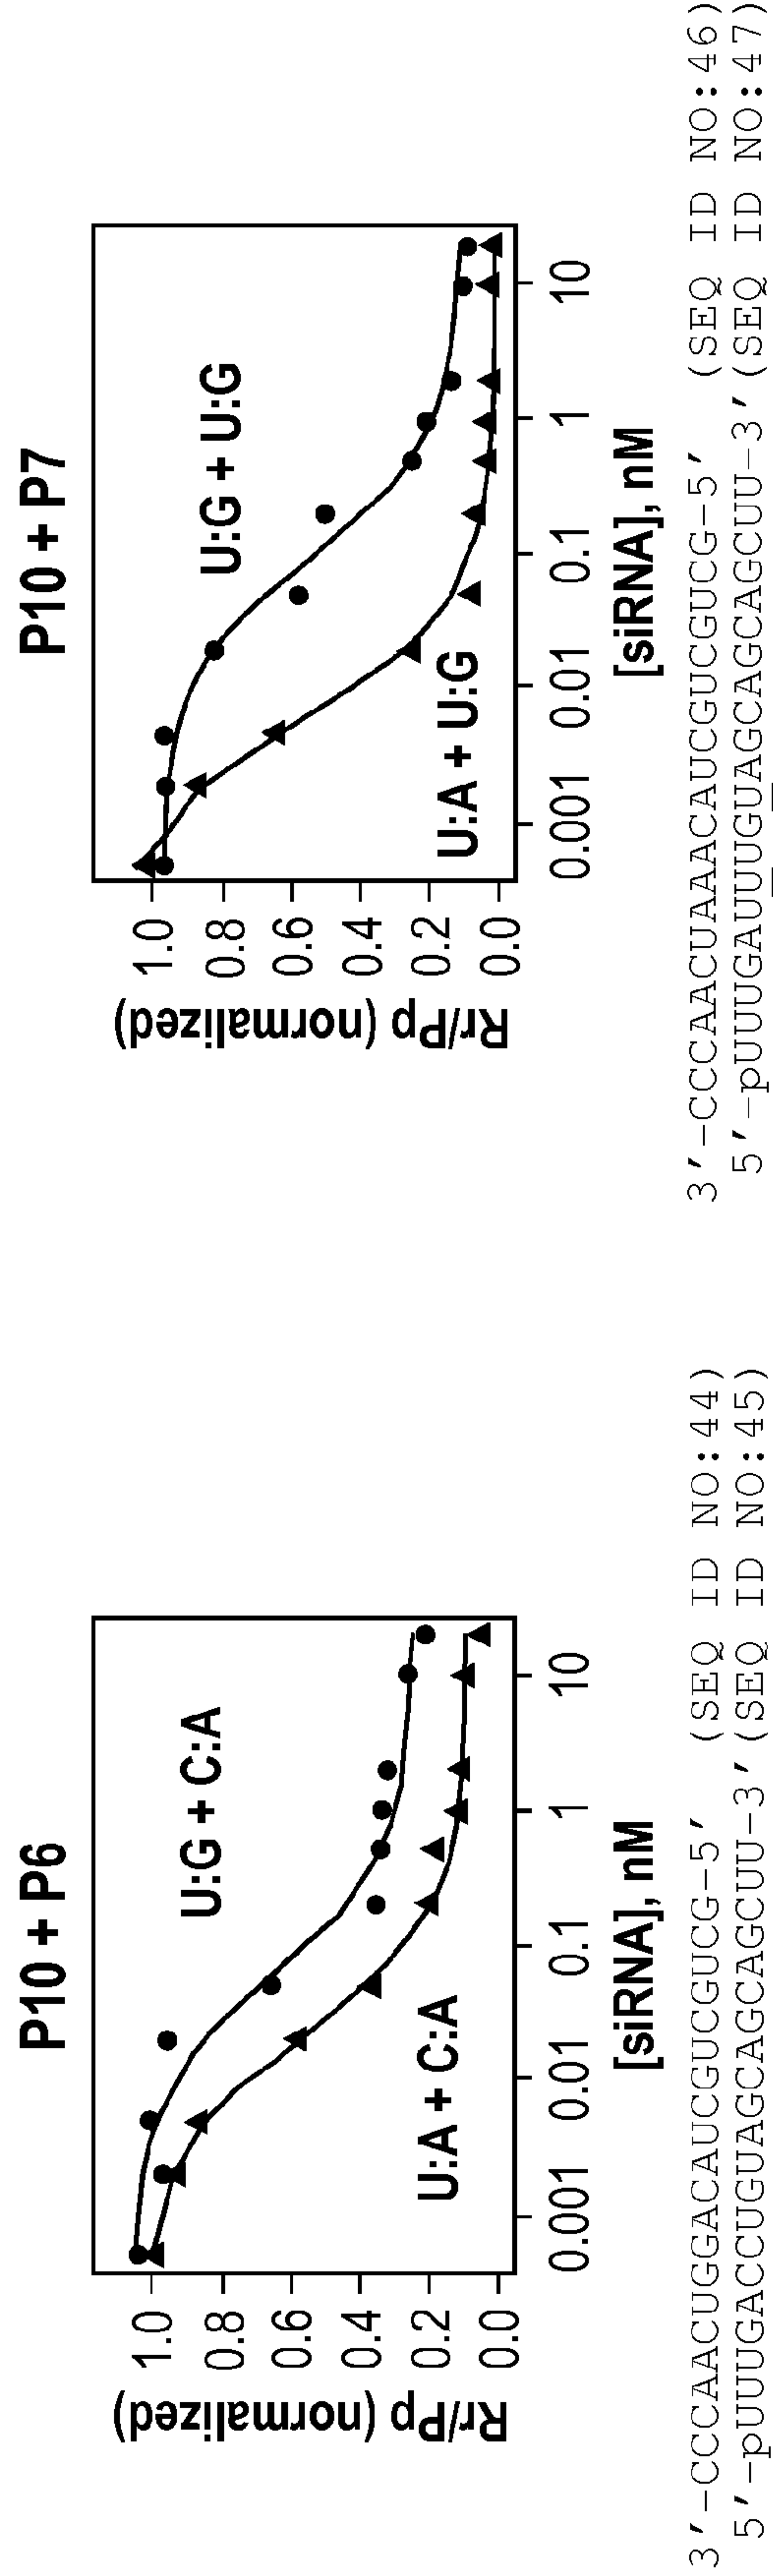 P10 + P6
Rr/Pp (normalized)
1.0
0.8
0.6
0.4
0.2
0.0
U:G + C:A
U:A + C:A
0.001 0.01 0.1 1 10
[siRNA], nM
3′-CCCAACUGGACAUCGUCGUCG-5′ (SEQ ID NO:44)
5′-pUUUGACCUGUAGCAGCAGCUU-3′(SEQ ID NO:45)
P10 + P7
Rr/Pp (normalized)
1.0
0.8
0.6
0.4
0.2
0.0
U:G + U:G
U:A + U:G
0.001 0.01 0.1 1 10
[siRNA], nM
3′-CCCAACUAAACAUCGUCGUCG-5′ (SEQ ID NO:46)
5′-pUUUGAUUUGUAGCAGCAGCUU-3′(SEQ ID NO:47)